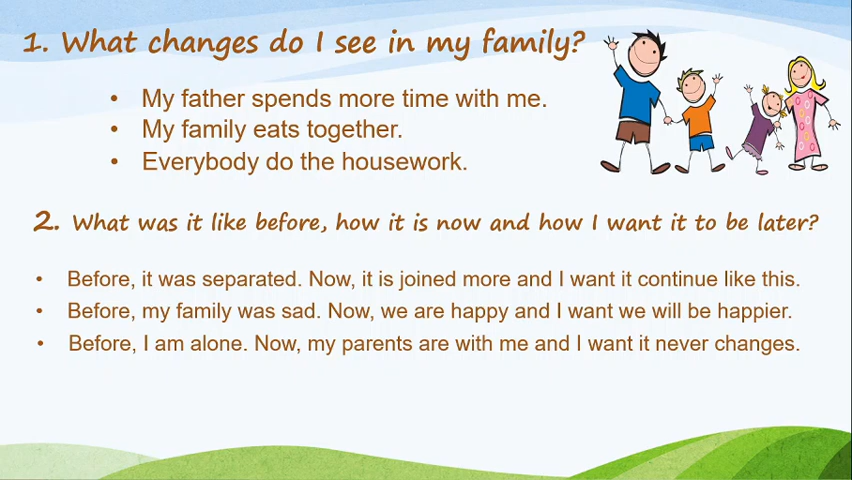 1. What changes do I see in my family?
• My father spends more time with me.
• My family eats together.
• Everybody do the housework.
2. What was it like before, how it is now and how I want it to be later?
• Before, it was separated. Now, it is joined more and I want it continue like this.
• Before, my family was sad. Now, we are happy and I want we will be happier.
• Before, I am alone. Now, my parents are with me and I want it never changes.